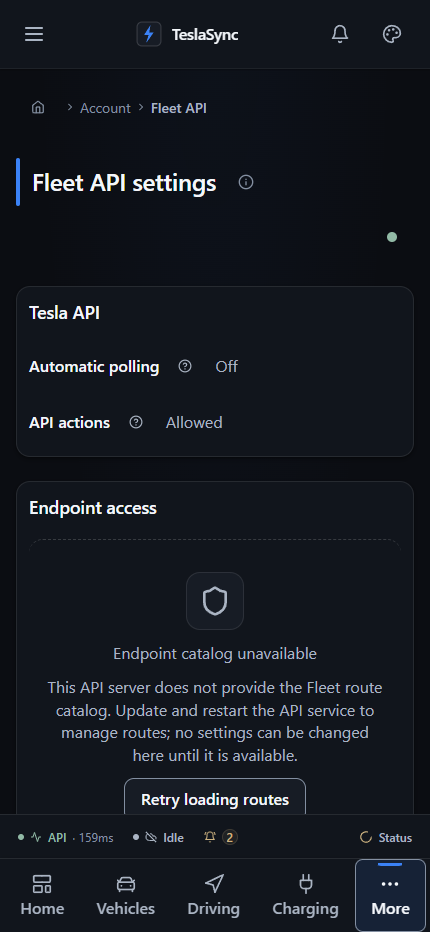 TeslaSync
Account
Fleet API
Fleet API settings
Tesla API
Automatic polling
Off
API actions
Allowed
Endpoint access
Endpoint catalog unavailable
This API server does not provide the Fleet route
catalog. Update and restart the API service to
manage routes; no settings can be changed
here until it is available.
Retry loading routes
API · 159ms
Idle
2
Status
Home
Vehicles
Driving
Charging
More